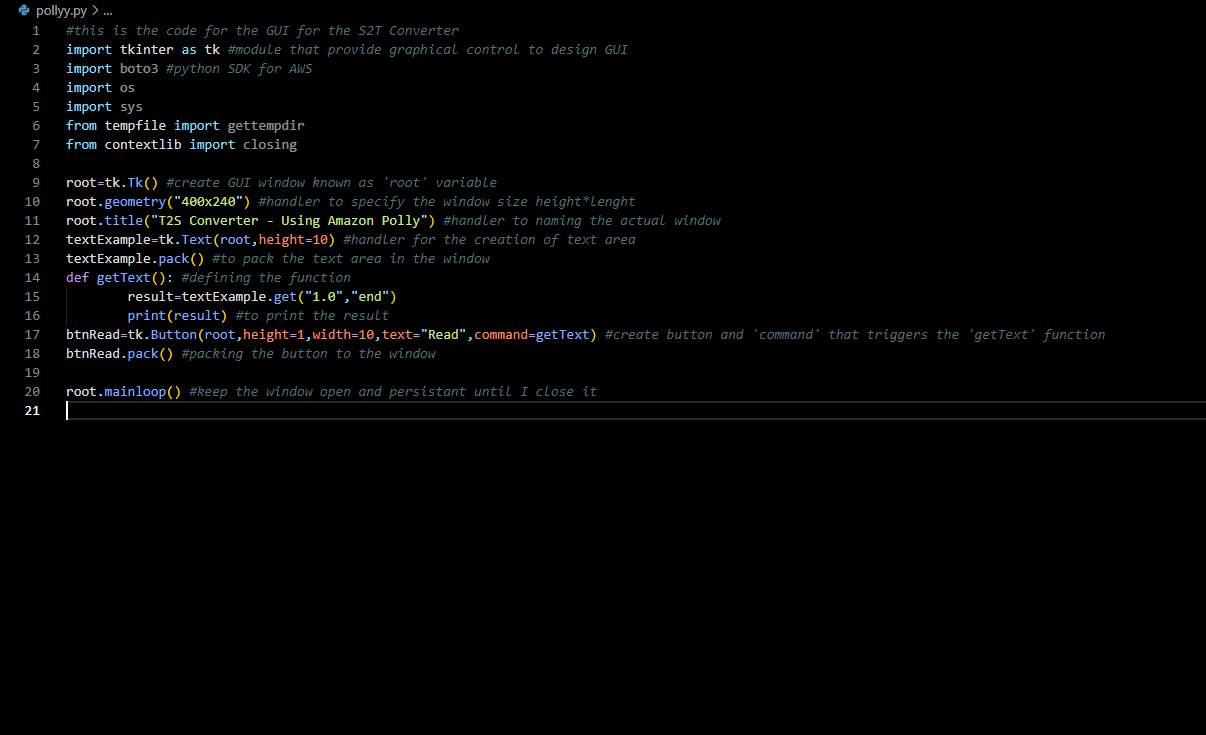 pollyy.py > ...
1 #this is the code for the GUI for the S2T Converter
2 import tkinter as tk #module that provide graphical control to design GUI
3 import boto3 #python SDK for AWS
4 import os
5 import sys
6 from tempfile import gettempdir
7 from contextlib import closing
8
9 root=tk.Tk() #create GUI window known as 'root' variable
10 root.geometry("400x240") #handler to specify the window size height*lenght
11 root.title("T2S Converter - Using Amazon Polly") #handler to naming the actual window
12 textExample=tk.Text(root,height=10) #handler for the creation of text area
13 textExample.pack() #to pack the text area in the window
14 def getText(): #defining the function
15         result=textExample.get("1.0","end")
16         print(result) #to print the result
17 btnRead=tk.Button(root,height=1,width=10,text="Read",command=getText) #create button and 'command' that triggers the 'getText' function
18 btnRead.pack() #packing the button to the window
19
20 root.mainloop() #keep the window open and persistant until I close it
21